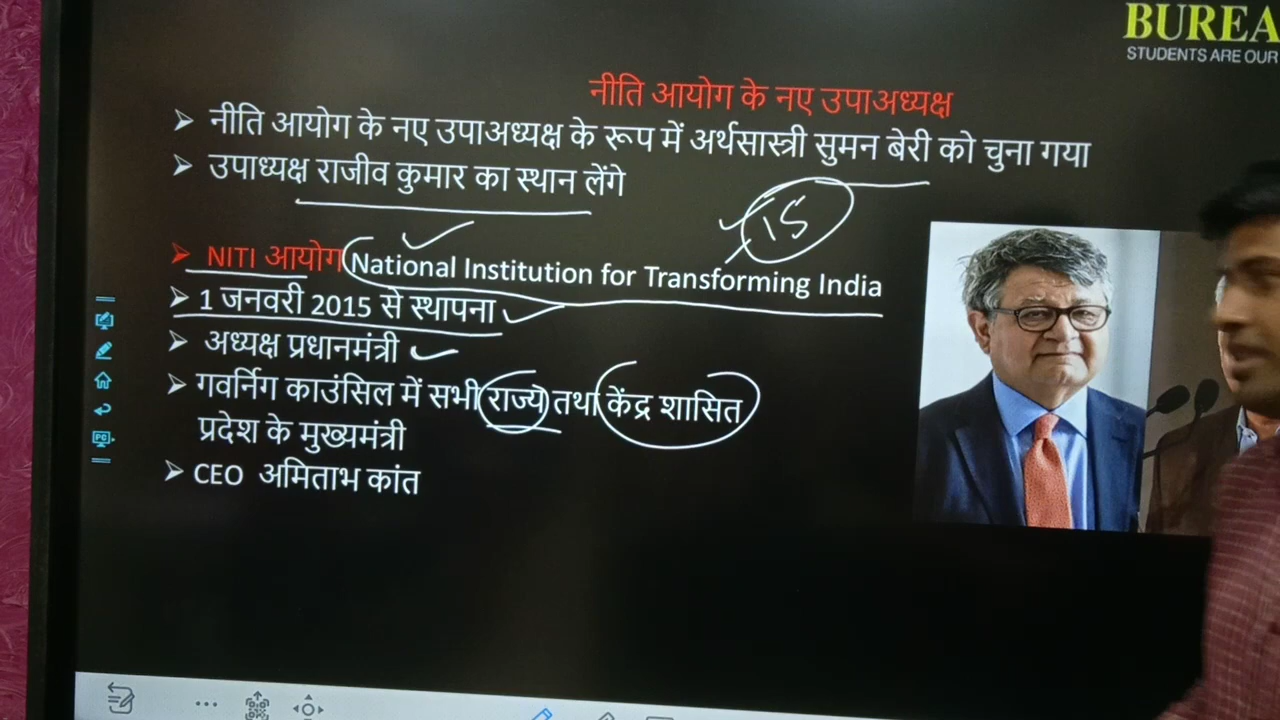 BUREA
STUDENTS ARE OUR
नीति आयोग के नए उपाअध्यक्ष
➢ नीति आयोग के नए उपाअध्यक्ष के रूप में अर्थसास्त्री सुमन बेरी को चुना गया
➢ उपाध्यक्ष राजीव कुमार का स्थान लेंगे
15
➢ NITI आयोग National Institution for Transforming India
➢ 1 जनवरी 2015 से स्थापना
➢ अध्यक्ष प्रधानमंत्री
➢ गवर्निग काउंसिल में सभी राज्य तथा केंद्र शासित
प्रदेश के मुख्यमंत्री
➢ CEO अमिताभ कांत
PC